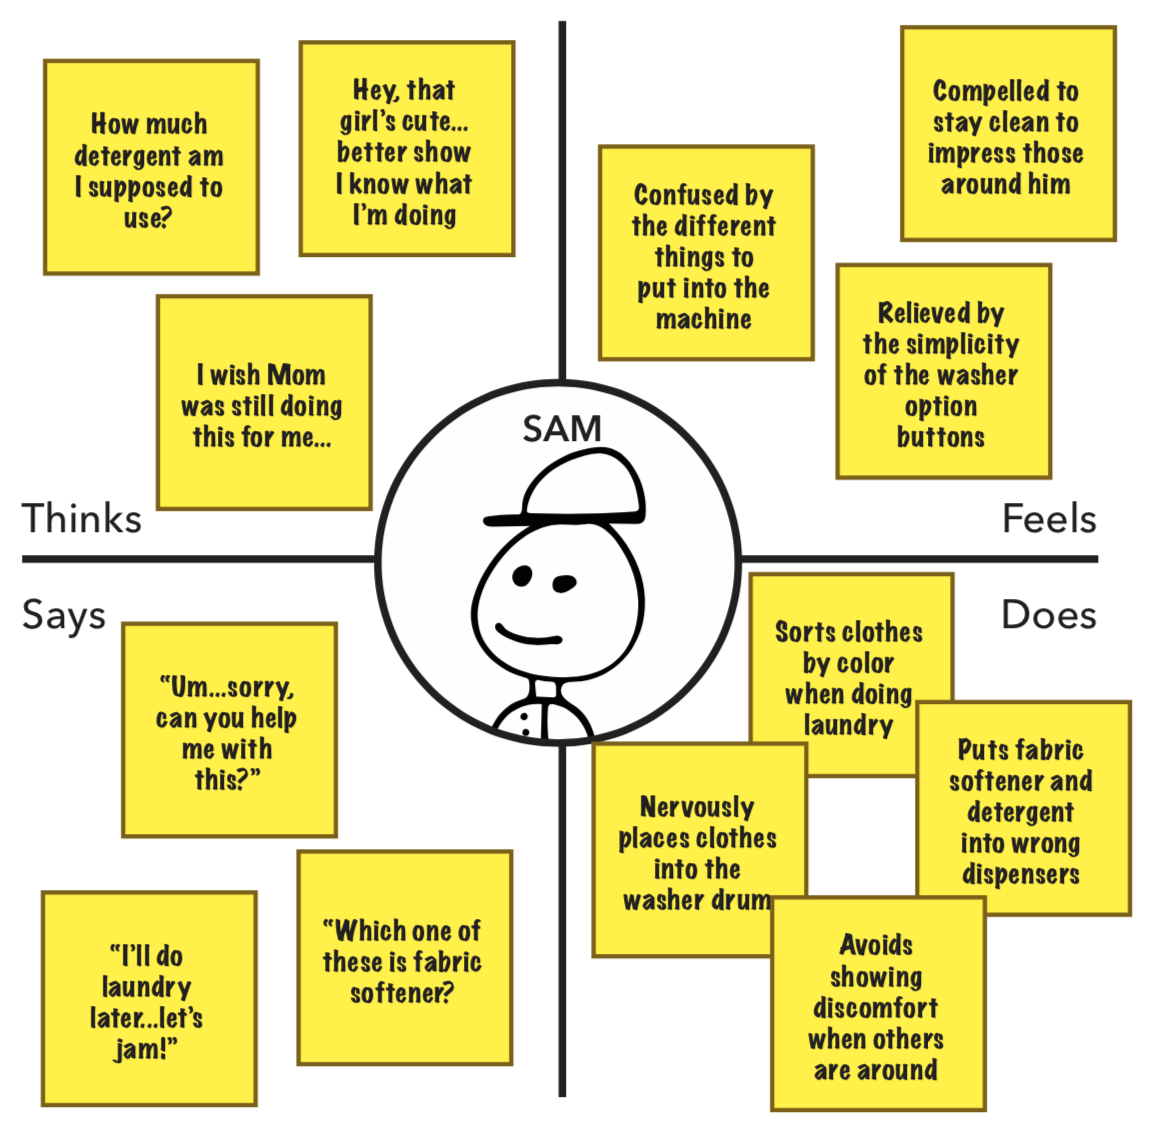 How much
detergent am
I supposed to
use?
Hey, that
girl's cute...
better show
I know what
I'm doing
I wish Mom
was still doing
this for me...
Thinks
Compelled to
stay clean to
impress those
around him
Confused by
the different
things to
put into the
machine
Relieved by
the simplicity
of the washer
option
buttons
Feels
SAM
Says
"Um...sorry,
can you help
me with
this?"
"Which one of
these is fabric
softener?
"I'll do
laundry
later...let's
jam!"
Does
Sorts clothes
by color
when doing
laundry
Puts fabric
softener and
detergent
into wrong
dispensers
Nervously
places clothes
into the
washer drum
Avoids
showing
discomfort
when others
are around